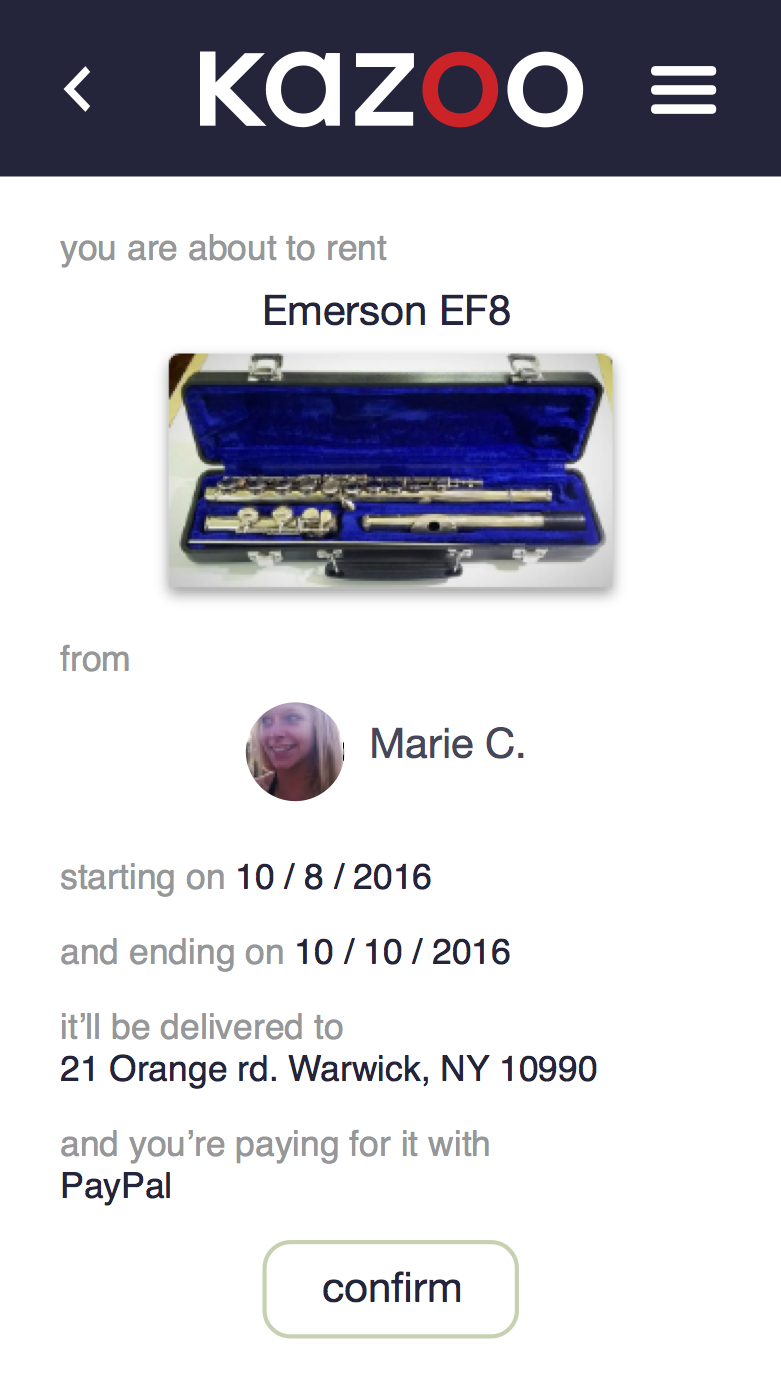 kazoo
you are about to rent
Emerson EF8
from
Marie C.
starting on 10 / 8 / 2016
and ending on 10 / 10 / 2016
it’ll be delivered to
21 Orange rd. Warwick, NY 10990
and you’re paying for it with
PayPal
confirm